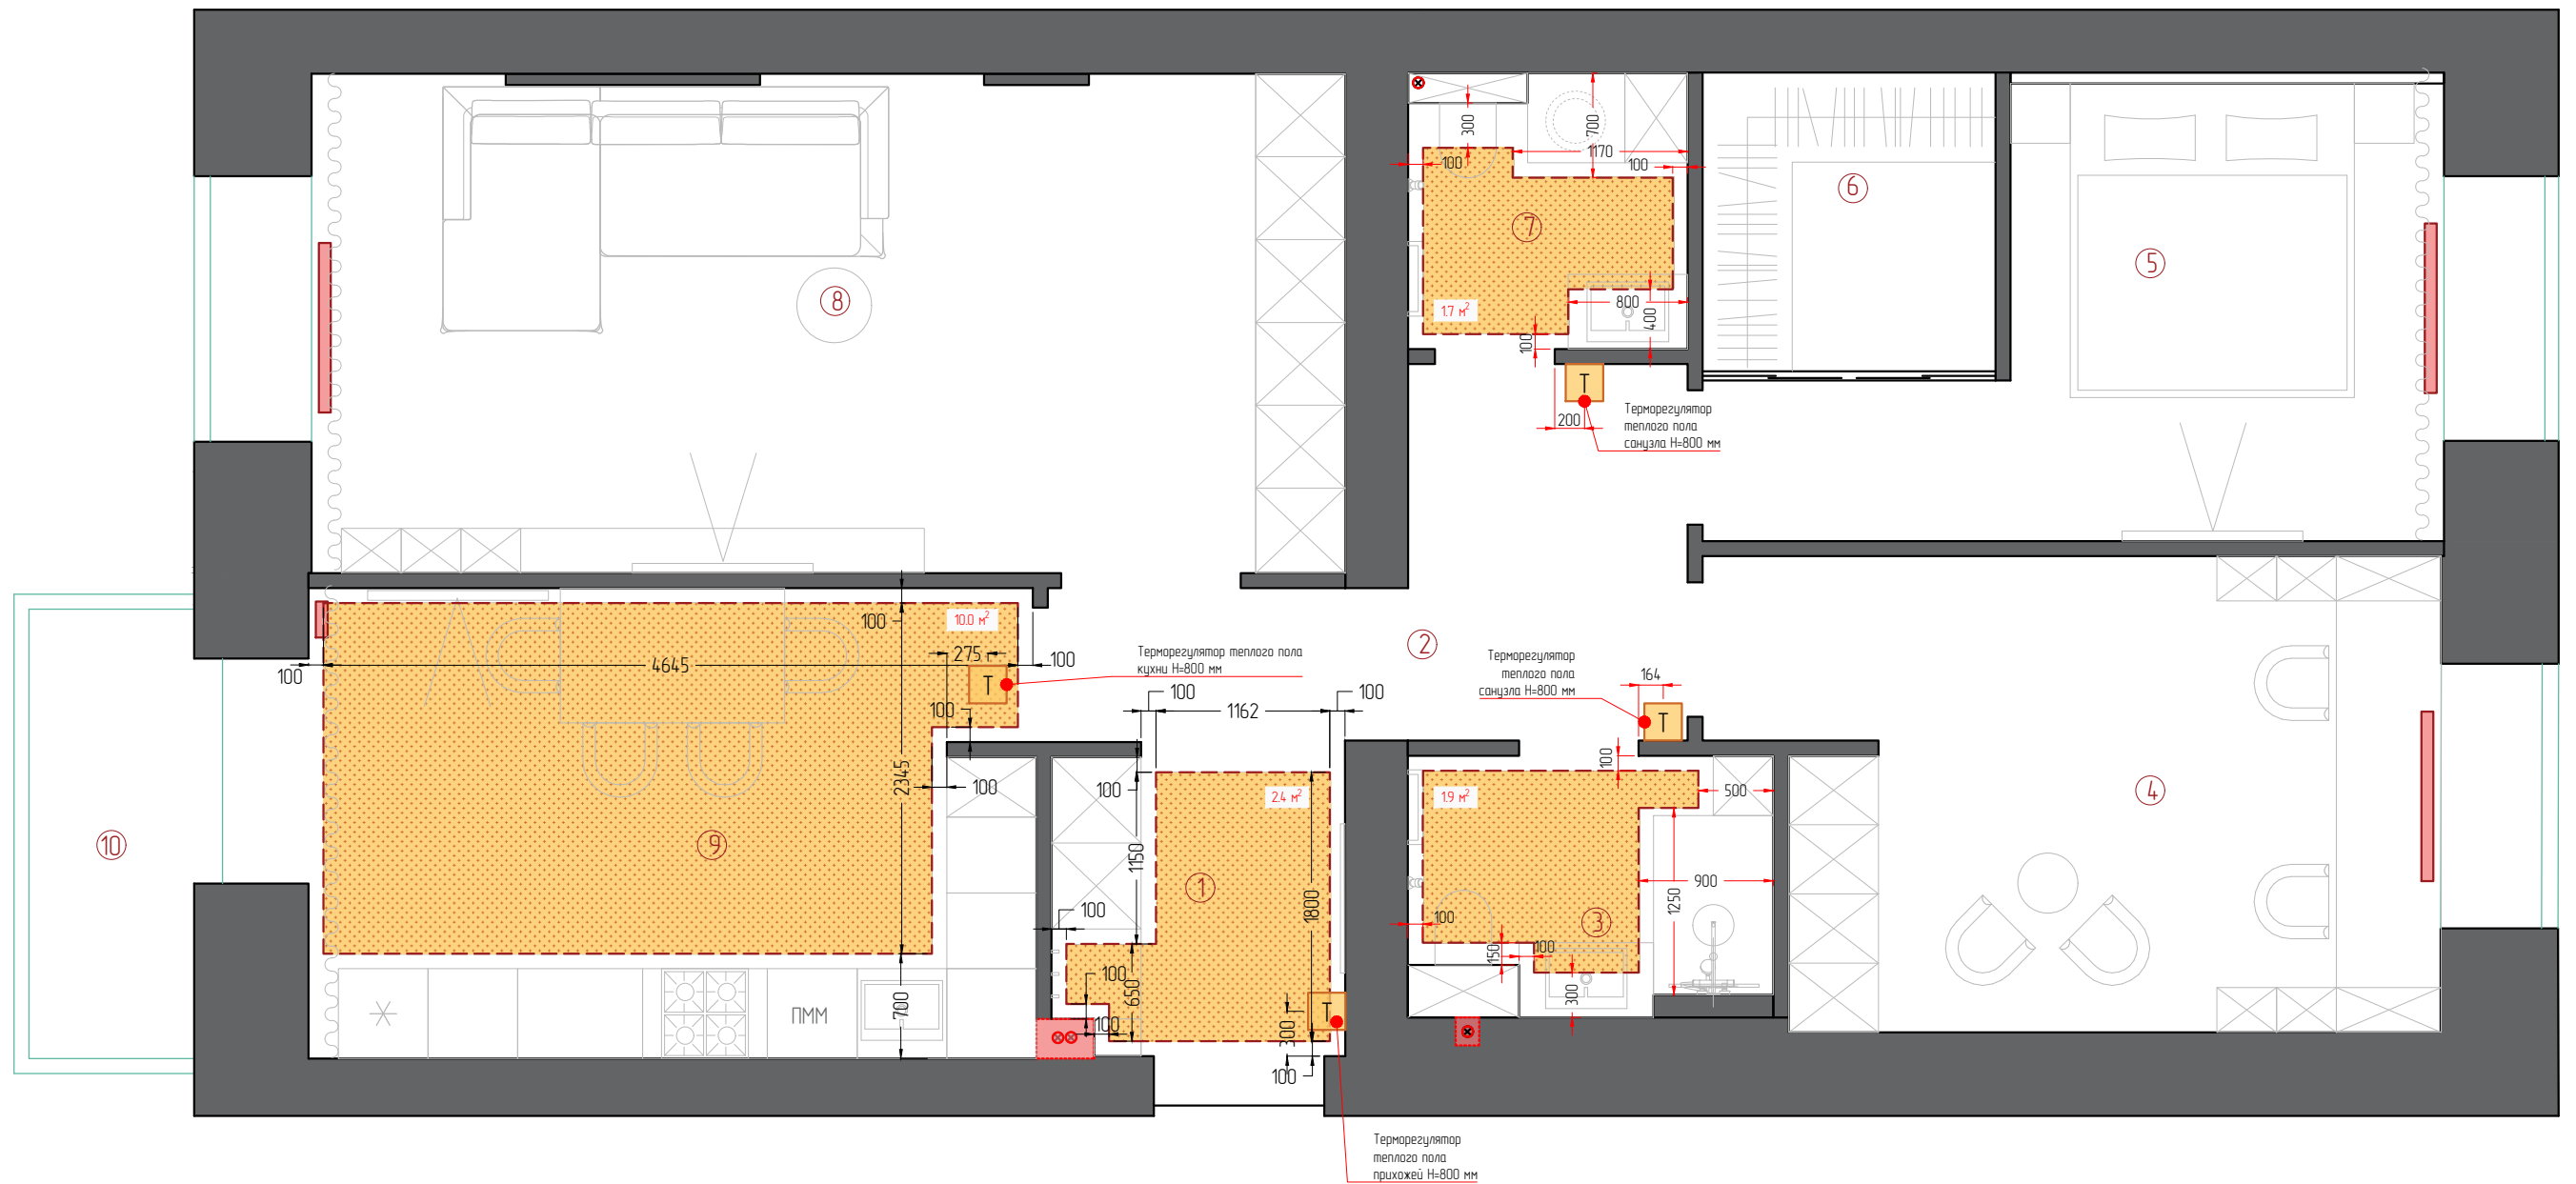 300
700
100
1170
100
6
7
5
8
1.7 м²
800
400
100
Т
200
Терморегулятор
теплого пола
санузла Н=800 мм
100
10.0 м²
2
4645
275
100
100
Т
Терморегулятор теплого пола
кухни Н=800 мм
Терморегулятор
теплого пола
санузла Н=800 мм
164
Т
100
100
1162
100
100
2345
100
100
2.4 м²
1.9 м²
500
4
10
9
1150
1
900
1250
1800
100
3
100
100
150
100
650
700
ПММ
100
300
Т
300
100
Терморегулятор
теплого пола
прихожей Н=800 мм